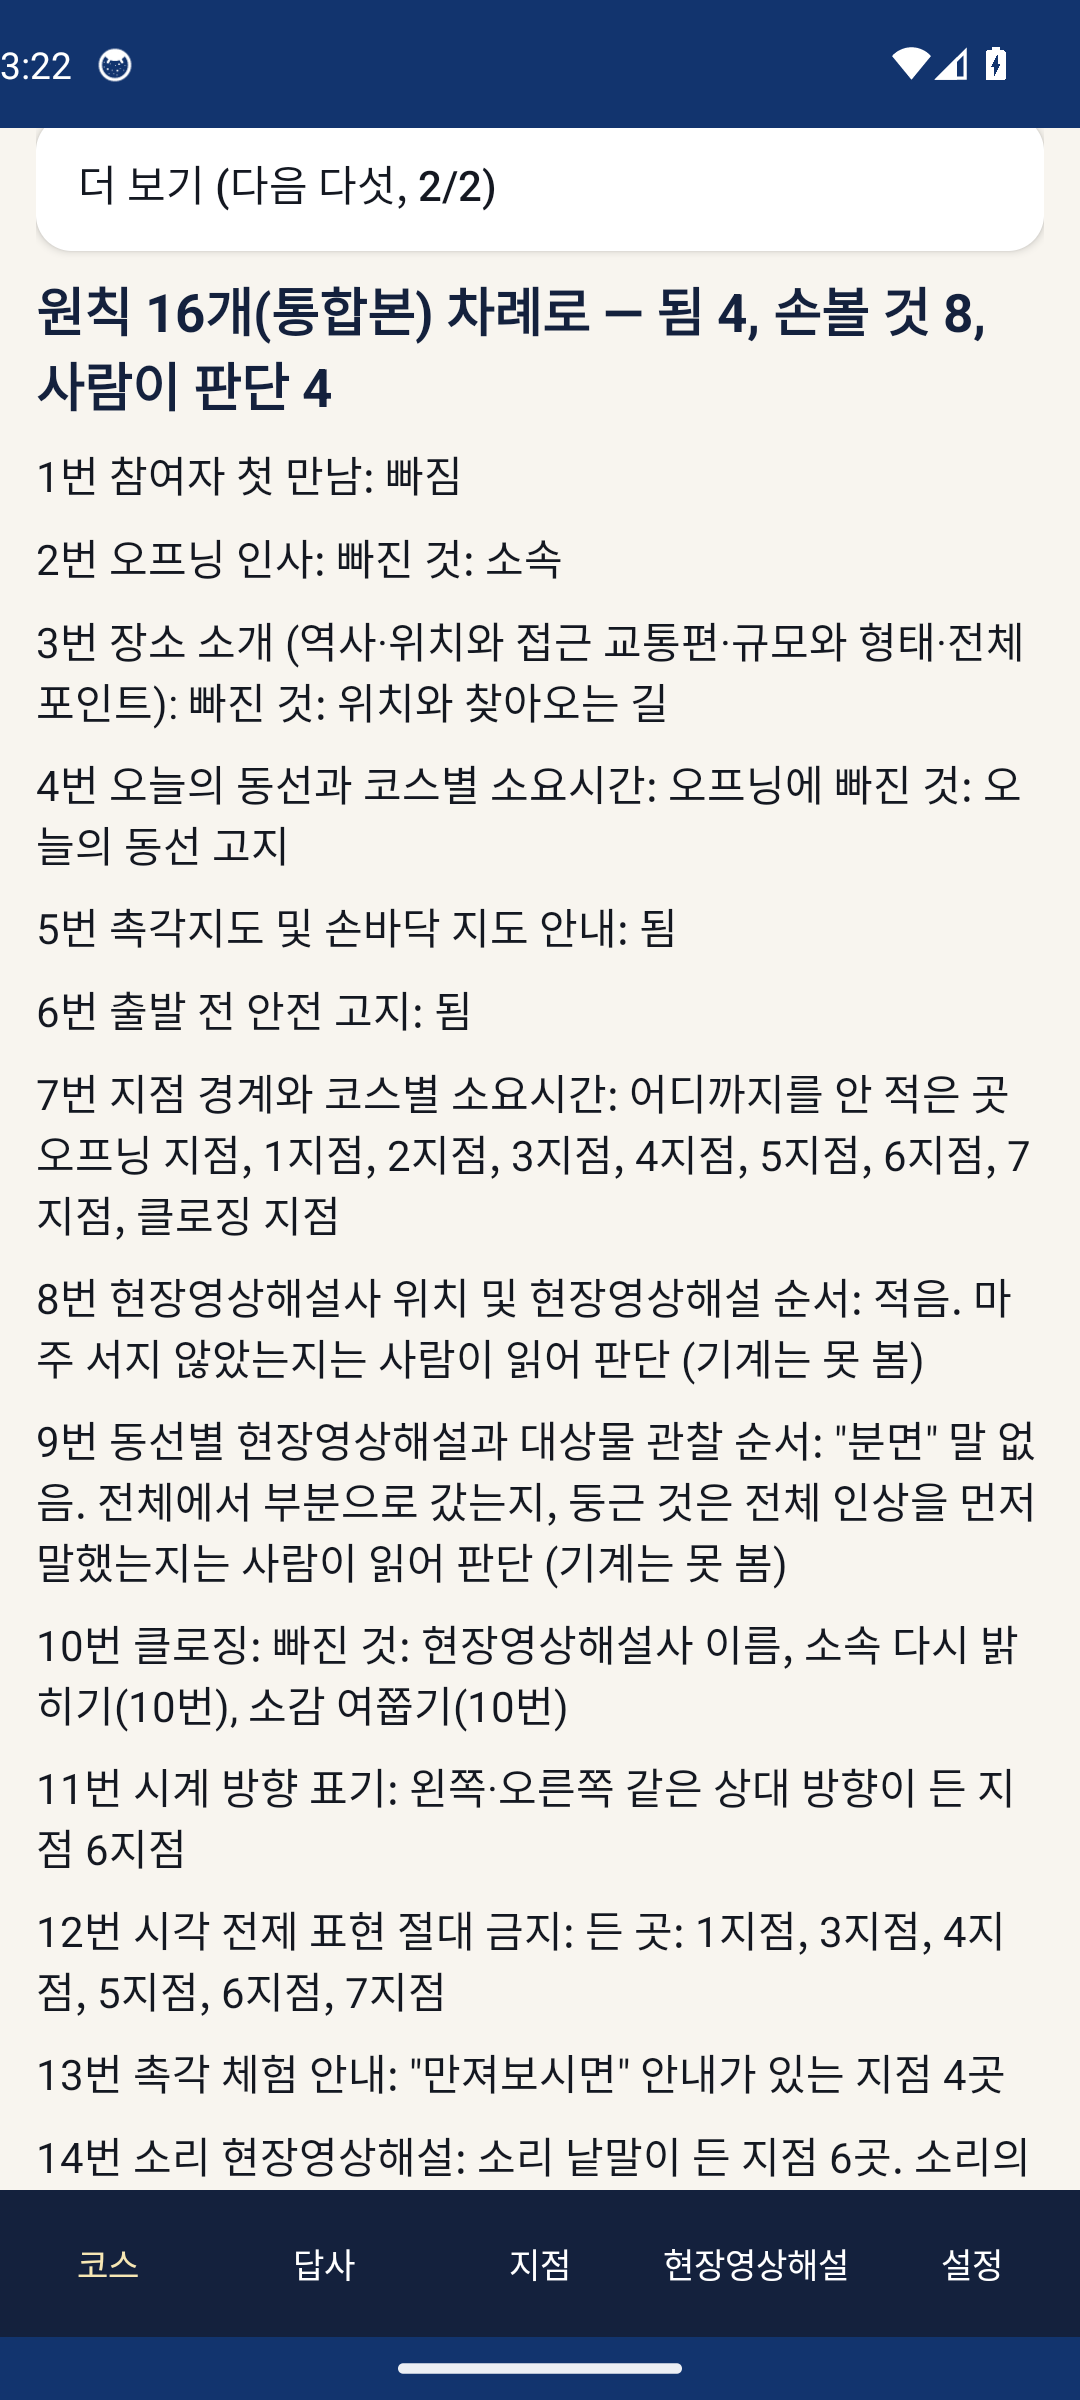 3:22
더 보기 (다음 다섯, 2/2)
원칙 16개(통합본) 차례로 – 됨 4, 손볼 것 8,
사람이 판단 4
1번 참여자 첫 만남: 빠짐
2번 오프닝 인사: 빠진 것: 소속
3번 장소 소개 (역사·위치와 접근 교통편·규모와 형태·전체
포인트): 빠진 것: 위치와 찾아오는 길
4번 오늘의 동선과 코스별 소요시간: 오프닝에 빠진 것: 오
늘의 동선 고지
5번 촉각지도 및 손바닥 지도 안내: 됨
6번 출발 전 안전 고지: 됨
7번 지점 경계와 코스별 소요시간: 어디까지를 안 적은 곳
오프닝 지점, 1지점, 2지점, 3지점, 4지점, 5지점, 6지점, 7
지점, 클로징 지점
8번 현장영상해설사 위치 및 현장영상해설 순서: 적음. 마
주 서지 않았는지는 사람이 읽어 판단 (기계는 못 봄)
9번 동선별 현장영상해설과 대상물 관찰 순서: "분면" 말 없
음. 전체에서 부분으로 갔는지, 둥근 것은 전체 인상을 먼저
말했는지는 사람이 읽어 판단 (기계는 못 봄)
10번 클로징: 빠진 것: 현장영상해설사 이름, 소속 다시 밝
히기(10번), 소감 여쭙기(10번)
11번 시계 방향 표기: 왼쪽·오른쪽 같은 상대 방향이 든 지
점 6지점
12번 시각 전제 표현 절대 금지: 든 곳: 1지점, 3지점, 4지
점, 5지점, 6지점, 7지점
13번 촉각 체험 안내: "만져보시면" 안내가 있는 지점 4곳
14번 소리 현장영상해설: 소리 낱말이 든 지점 6곳. 소리의
코스
답사
지점
현장영상해설
설정